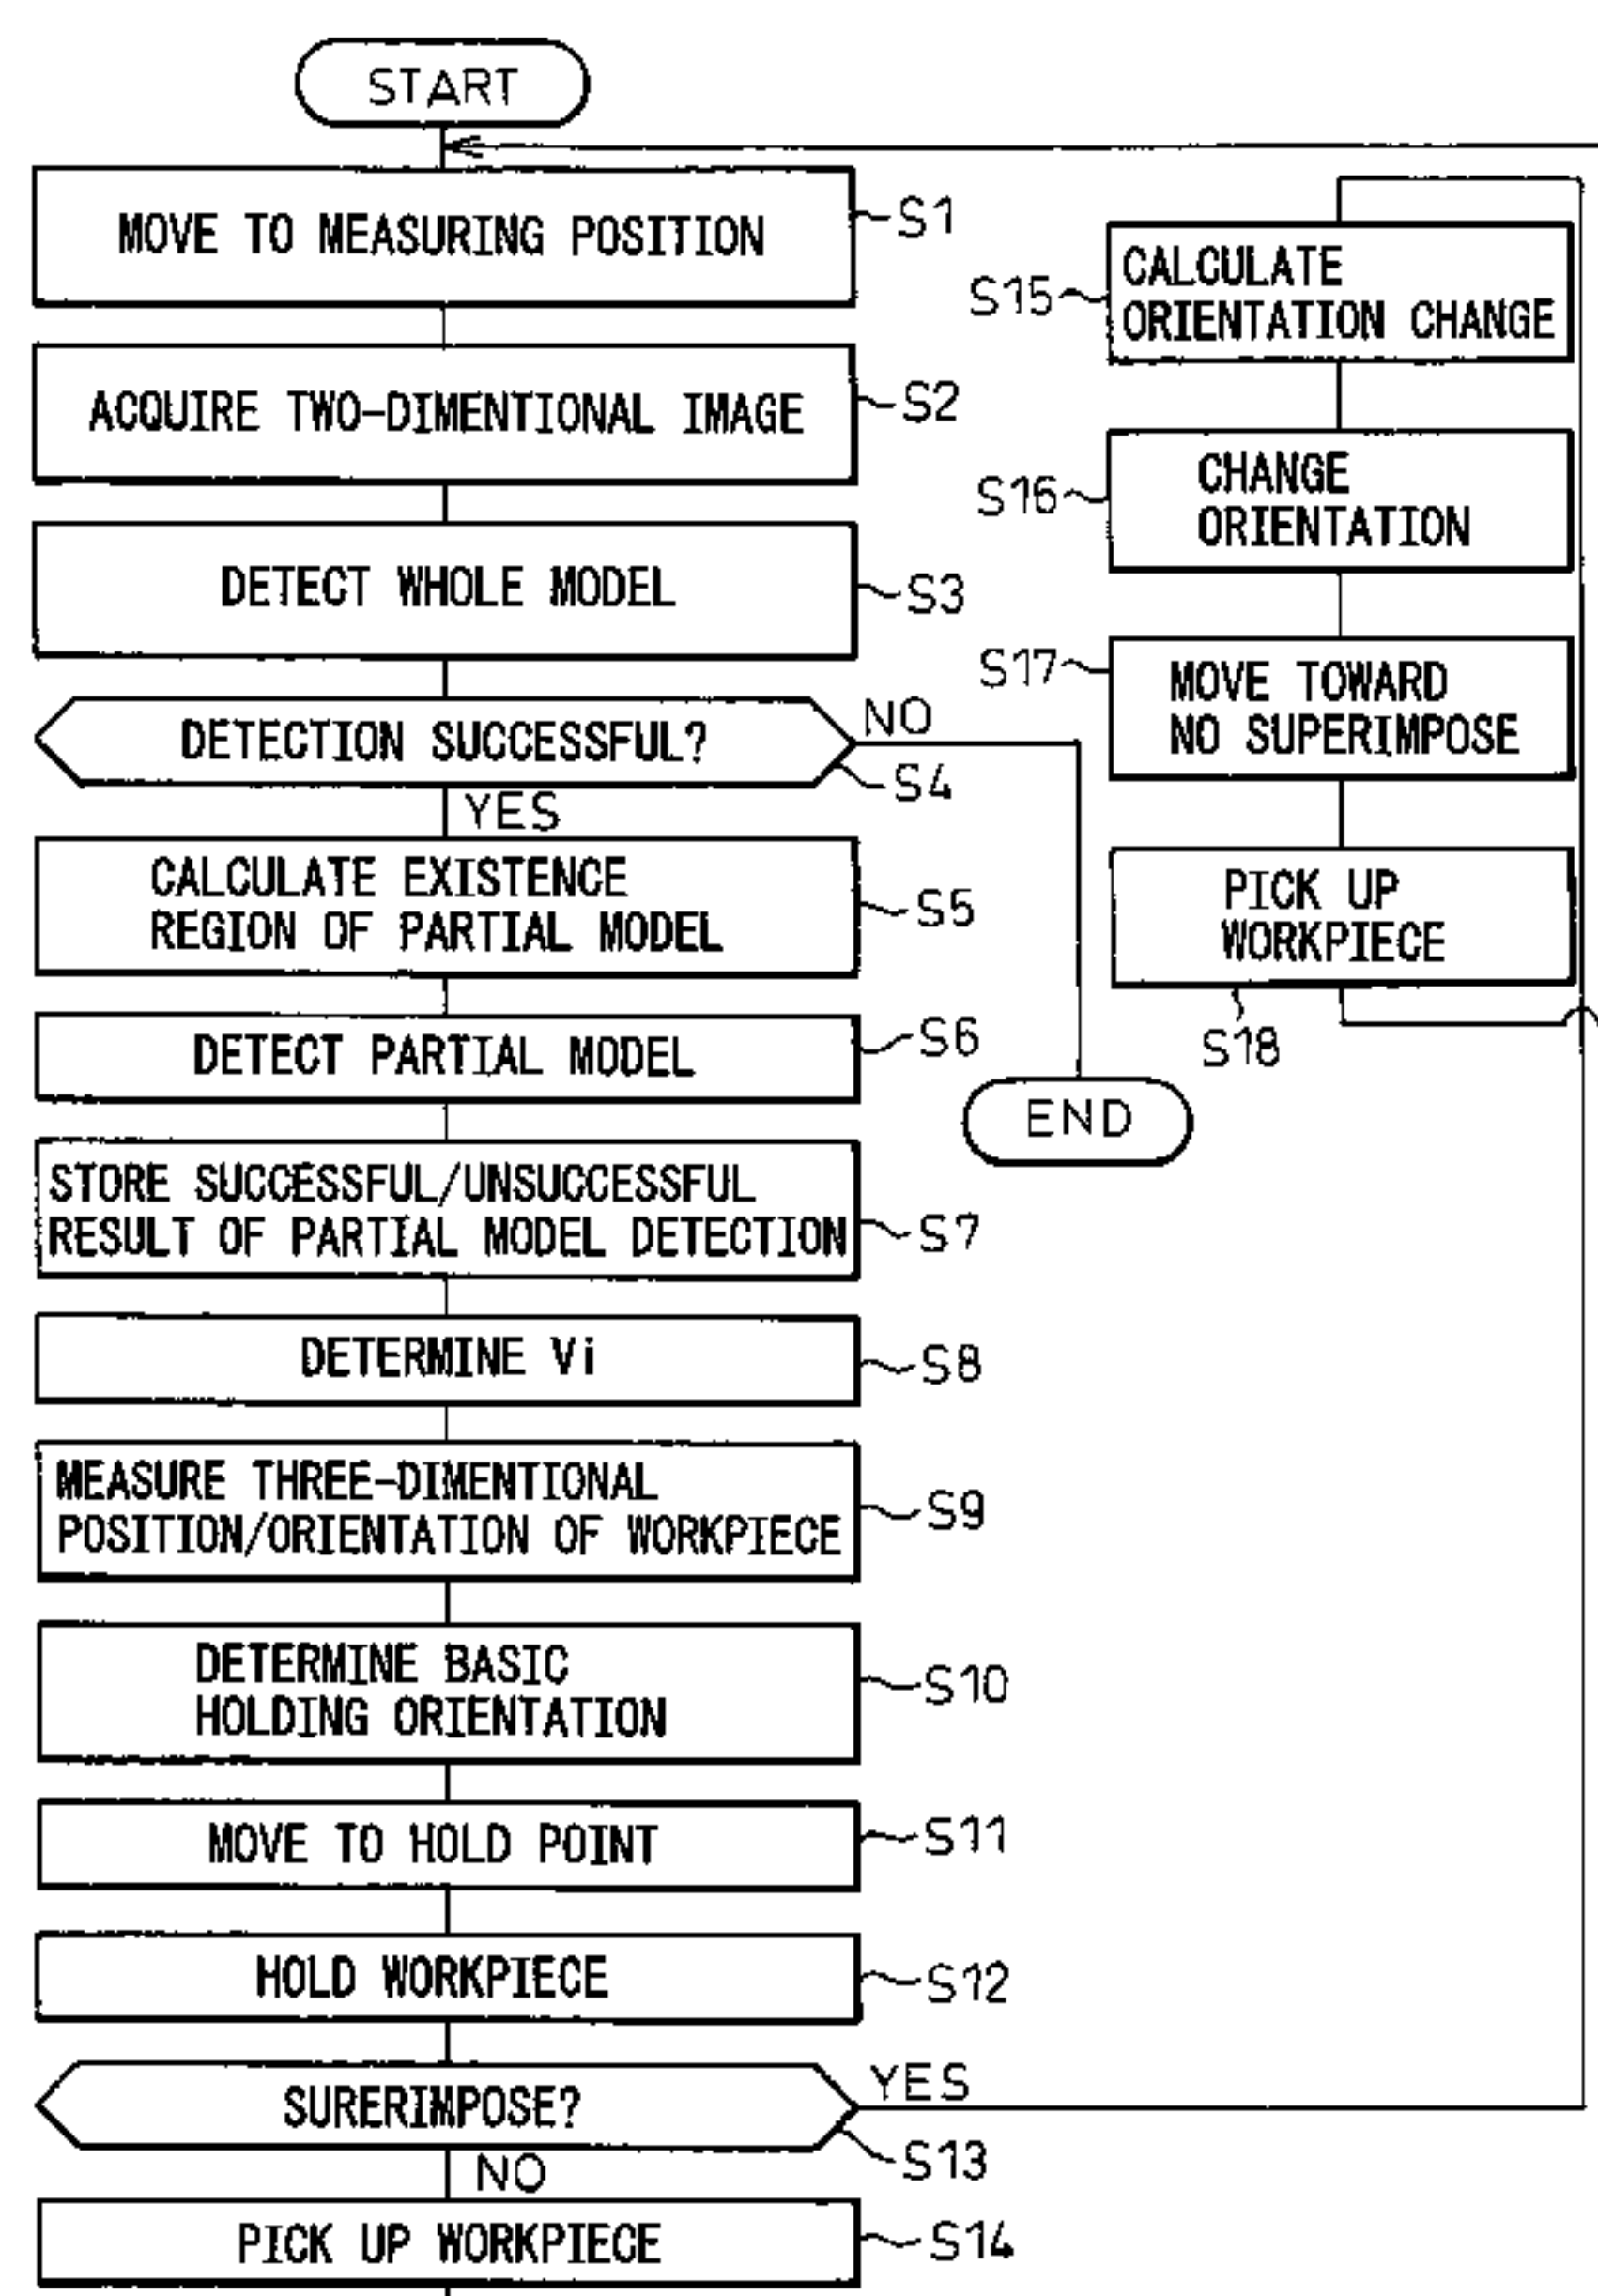 START
MOVE TO MEASURING POSITION
S1
ACQUIRE TWO-DIMENTIONAL IMAGE
S2
DETECT WHOLE MODEL
S3
DETECTION SUCCESSFUL?
NO
S4
YES
CALCULATE EXISTENCE
REGION OF PARTIAL MODEL
S5
DETECT PARTIAL MODEL
S6
STORE SUCCESSFUL/UNSUCCESSFUL
RESULT OF PARTIAL MODEL DETECTION
S7
DETERMINE Vi
S8
MEASURE THREE-DIMENTIONAL
POSITION/ORIENTATION OF WORKPIECE
S9
DETERMINE BASIC
HOLDING ORIENTATION
S10
MOVE TO HOLD POINT
S11
HOLD WORKPIECE
S12
SURERIMPOSE?
YES
S13
NO
PICK UP WORKPIECE
S14
CALCULATE
ORIENTATION CHANGE
S15
CHANGE
ORIENTATION
S16
MOVE TOWARD
NO SUPERIMPOSE
S17
PICK UP
WORKPIECE
S18
END